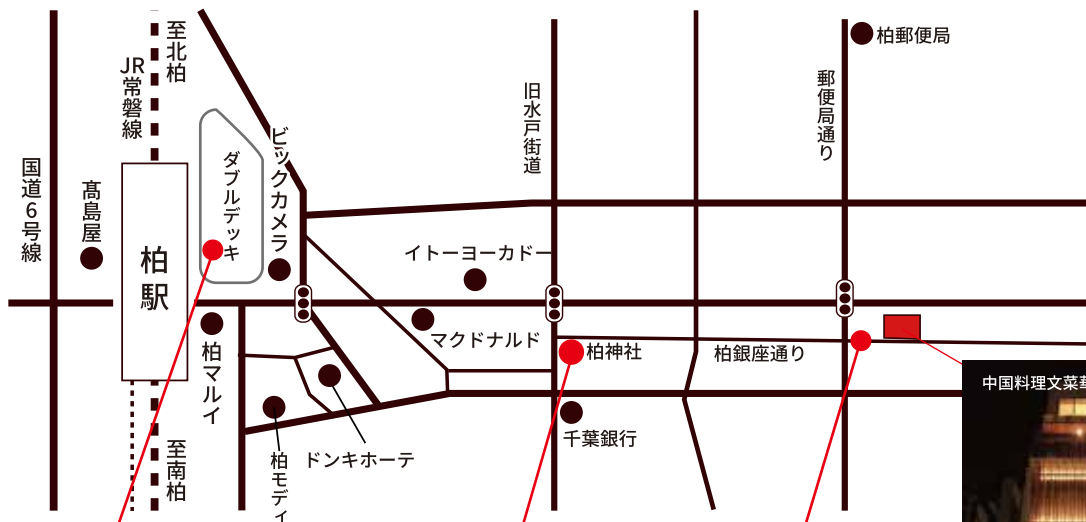 至北柏
JR常磐線
国道6号線
髙島屋
柏駅
ダブルデッキ
ビックカメラ
旧水戸街道
郵便局通り
柏郵便局
イトーヨーカドー
マクドナルド
柏神社
柏銀座通り
柏マルイ
千葉銀行
ドンキホーテ
柏モディ
至南柏
中国料理文菜華